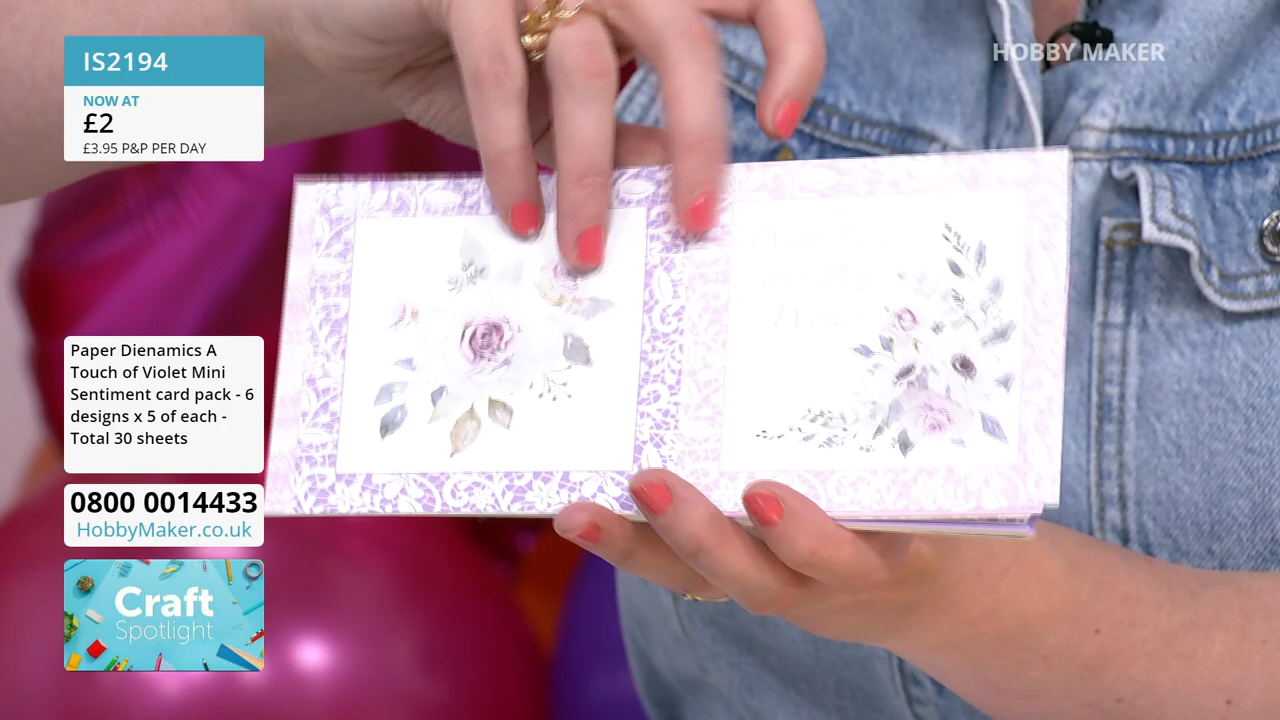 IS2194
NOW AT
£2
£3.95 P&P PER DAY
HOBBY MAKER
Paper Dienamics A
Touch of Violet Mini
Sentiment card pack - 6
designs x 5 of each -
Total 30 sheets
0800 0014433
HobbyMaker.co.uk
Craft
Spotlight